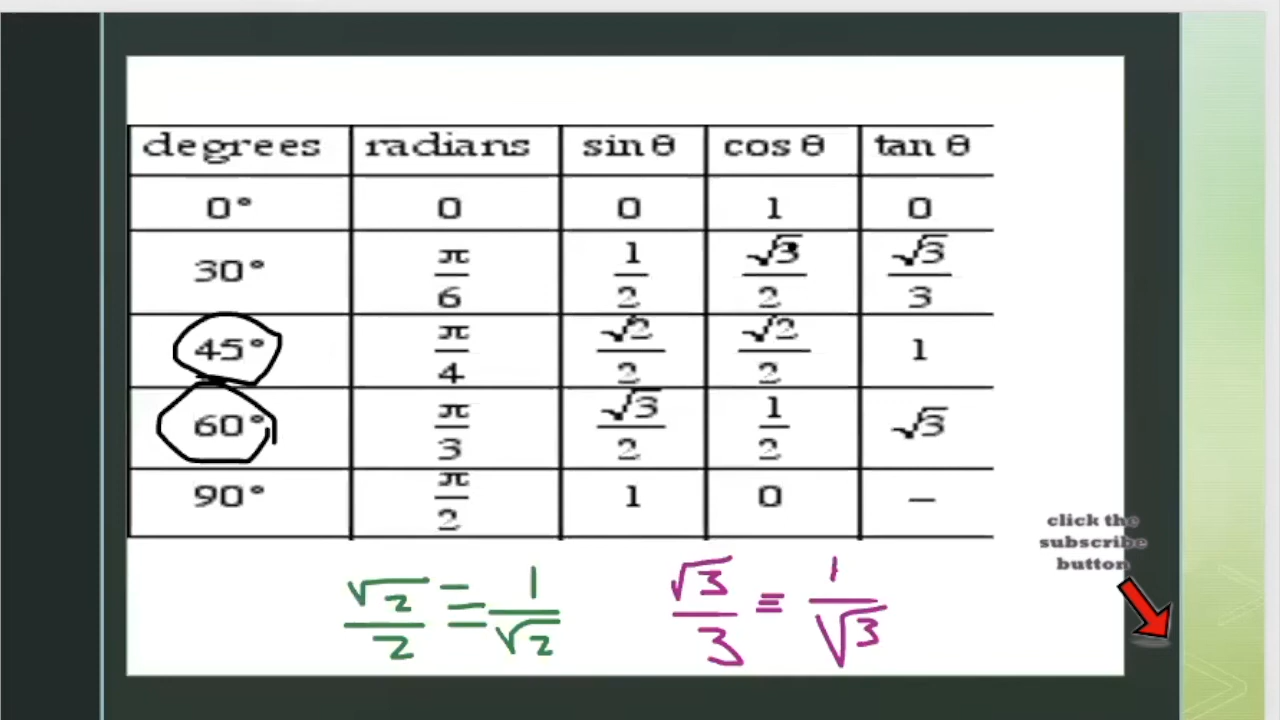 degrees radians sin θ cos θ tan θ
0° 0 0 1 0
30° π/6 1/2 √3/2 √3/3
45° π/4 √2/2 √2/2 1
60° π/3 √3/2 1/2 √3
90° π/2 1 0 –
click the
subscribe
button
√2/2 = 1/√2 √3/3 = 1/√3